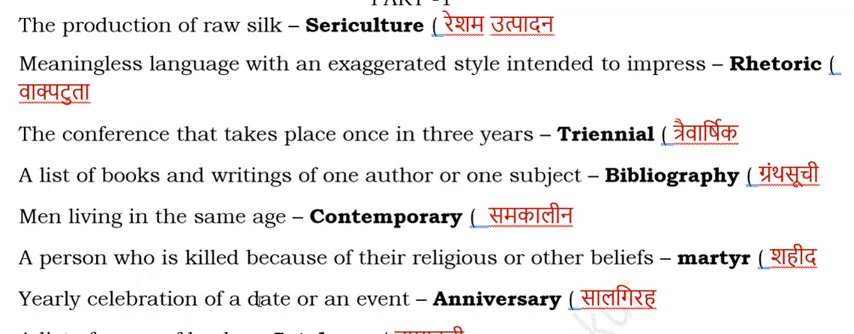 PART -1
The production of raw silk – Sericulture ( रेशम उत्पादन
Meaningless language with an exaggerated style intended to impress – Rhetoric (
वाक्पटुता
The conference that takes place once in three years – Triennial ( त्रैवार्षिक
A list of books and writings of one author or one subject – Bibliography ( ग्रंथसूची
Men living in the same age – Contemporary ( समकालीन
A person who is killed because of their religious or other beliefs – martyr ( शहीद
Yearly celebration of a date or an event – Anniversary ( सालगिरह